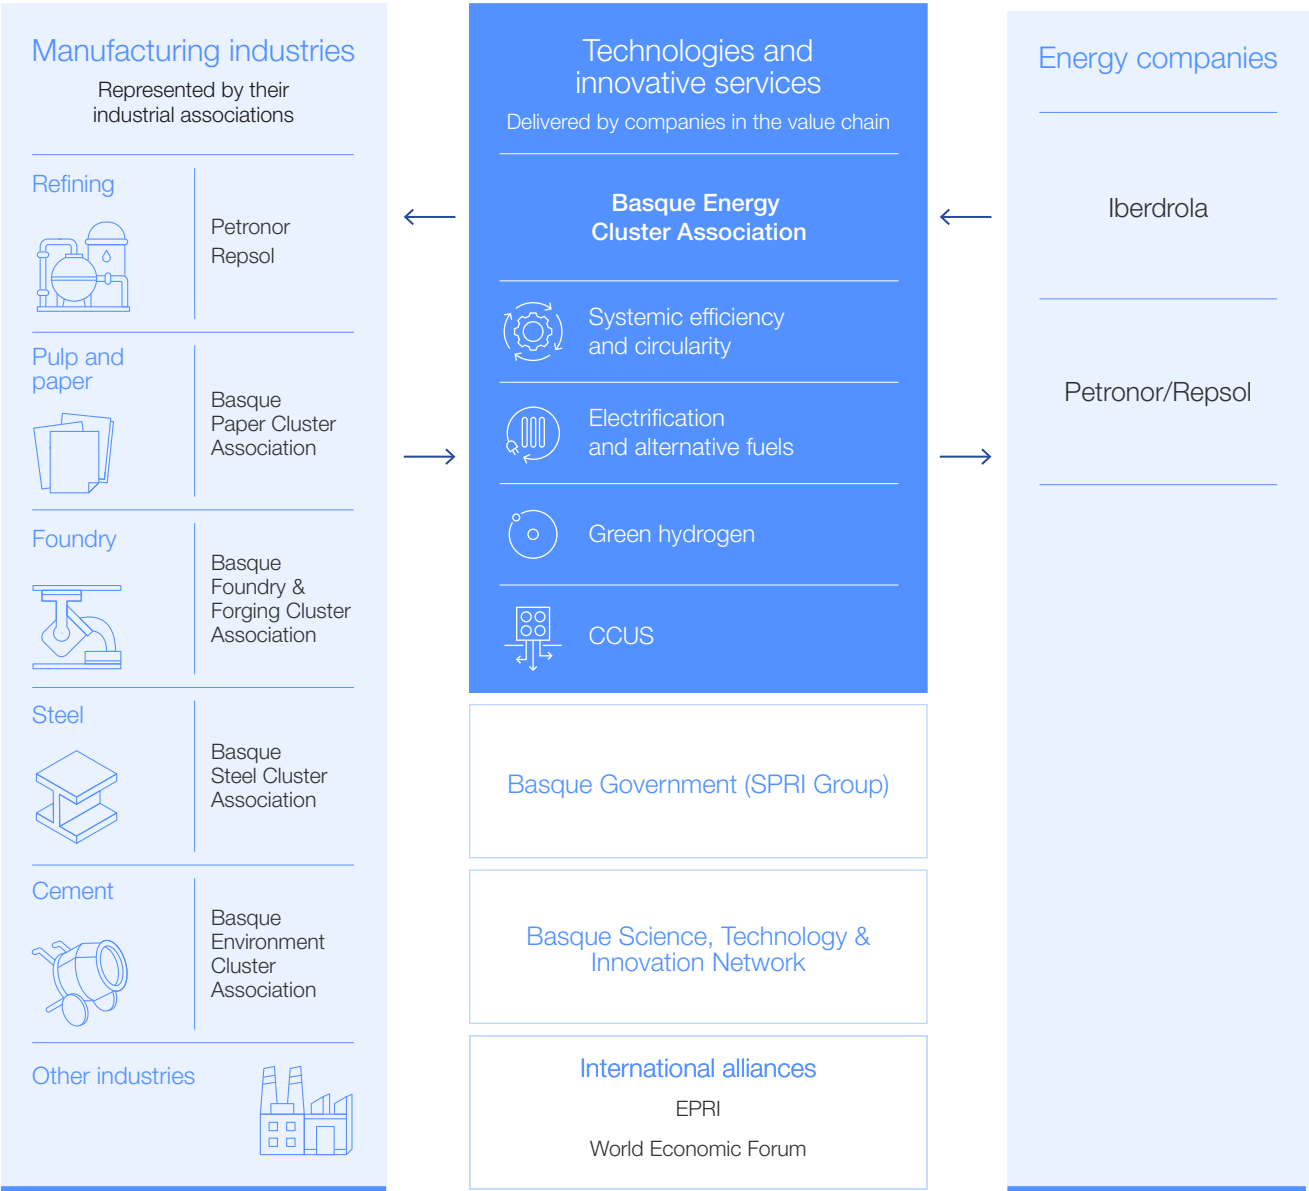 Manufacturing industries
Represented by their
industrial associations
Refining
Petronor
Repsol
Pulp and
paper
Basque
Paper Cluster
Association
Foundry
Basque
Foundry &
Forging Cluster
Association
Steel
Basque
Steel Cluster
Association
Cement
Basque
Environment
Cluster
Association
Other industries
Technologies and
innovative services
Delivered by companies in the value chain
Basque Energy
Cluster Association
Systemic efficiency
and circularity
Electrification
and alternative fuels
Green hydrogen
CCUS
Basque Government (SPRI Group)
Basque Science, Technology &
Innovation Network
International alliances
EPRI
World Economic Forum
Energy companies
Iberdrola
Petronor/Repsol